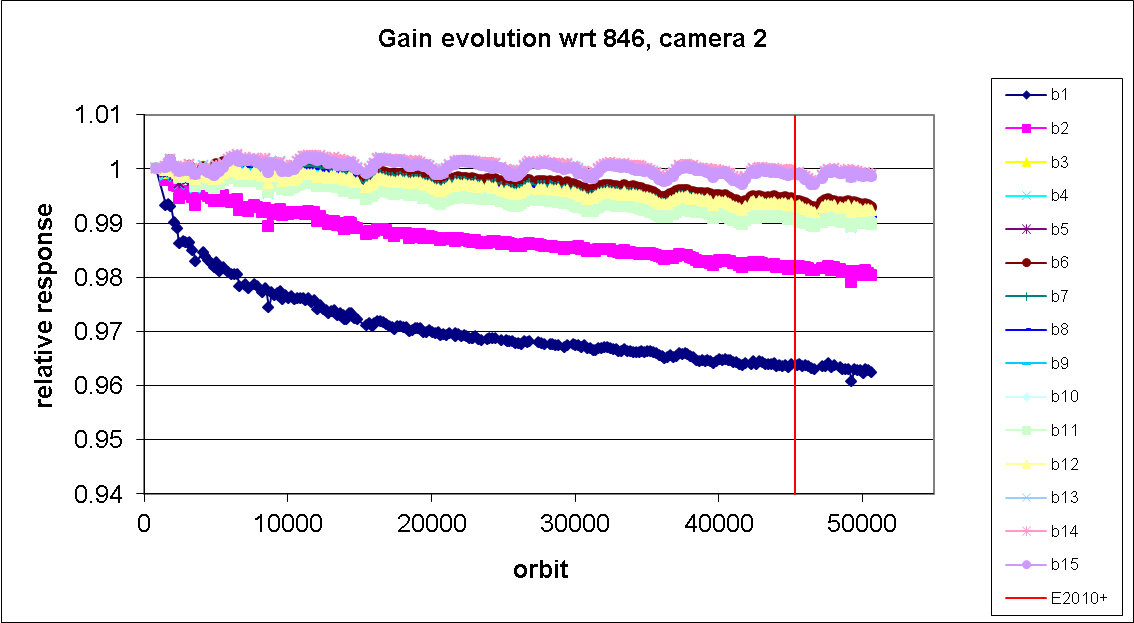 Gain evolution wrt 846, camera 2
1.01
1
0.99
0.98
0.97
0.96
0.95
0.94
relative response
0
10000
20000
30000
40000
50000
orbit
b1
b2
b3
b4
b5
b6
b7
b8
b9
b10
b11
b12
b13
b14
b15
E2010+